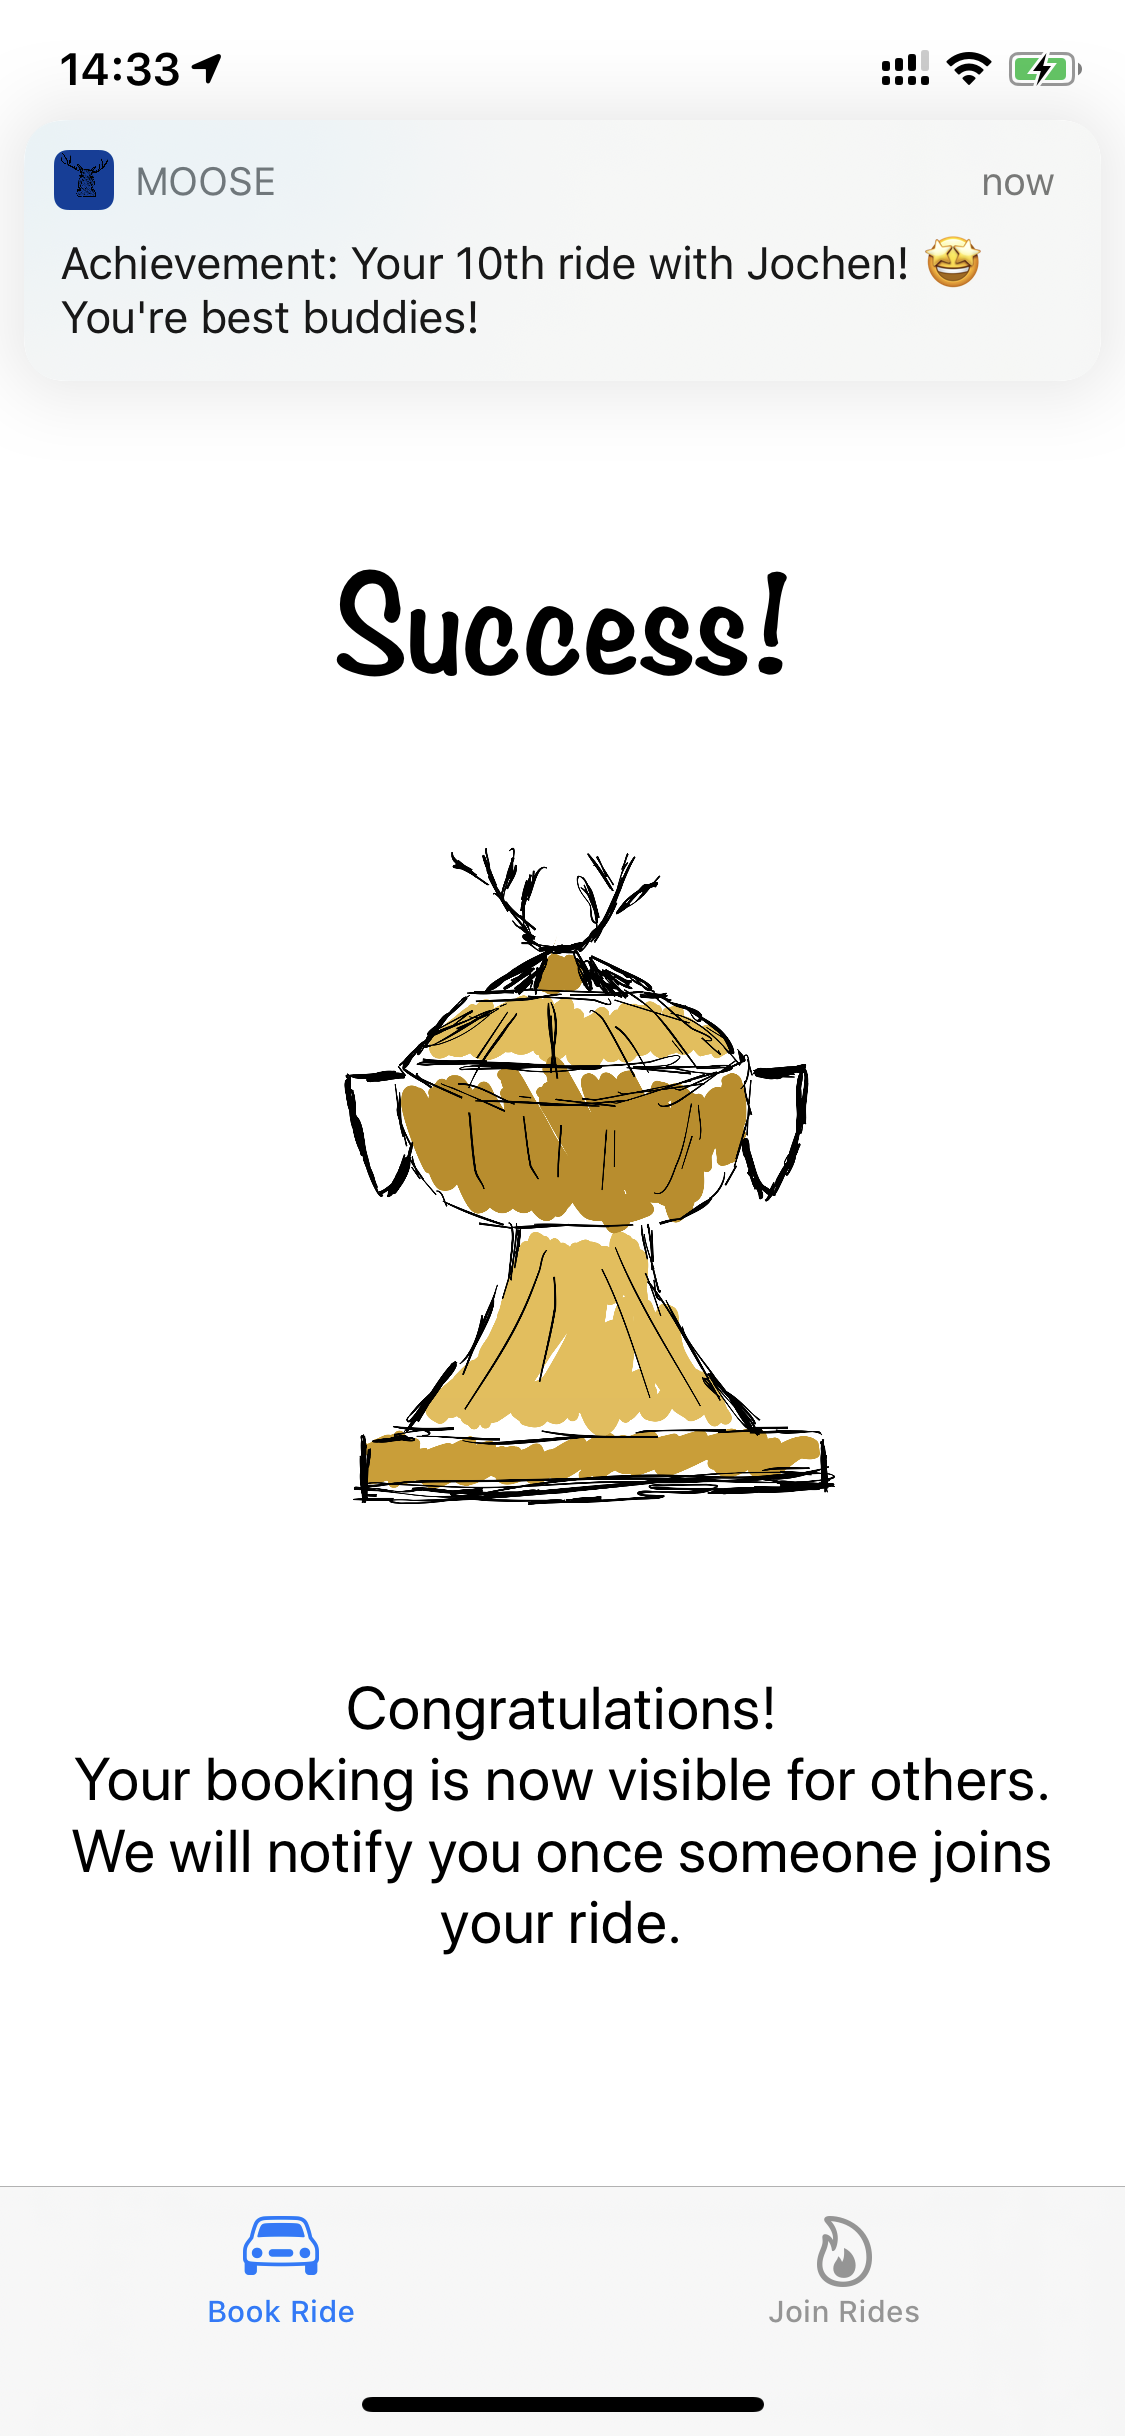 14:33
MOOSE now
Achievement: Your 10th ride with Jochen! 🤩
You're best buddies!
Success!
Congratulations!
Your booking is now visible for others.
We will notify you once someone joins
your ride.
Book Ride Join Rides